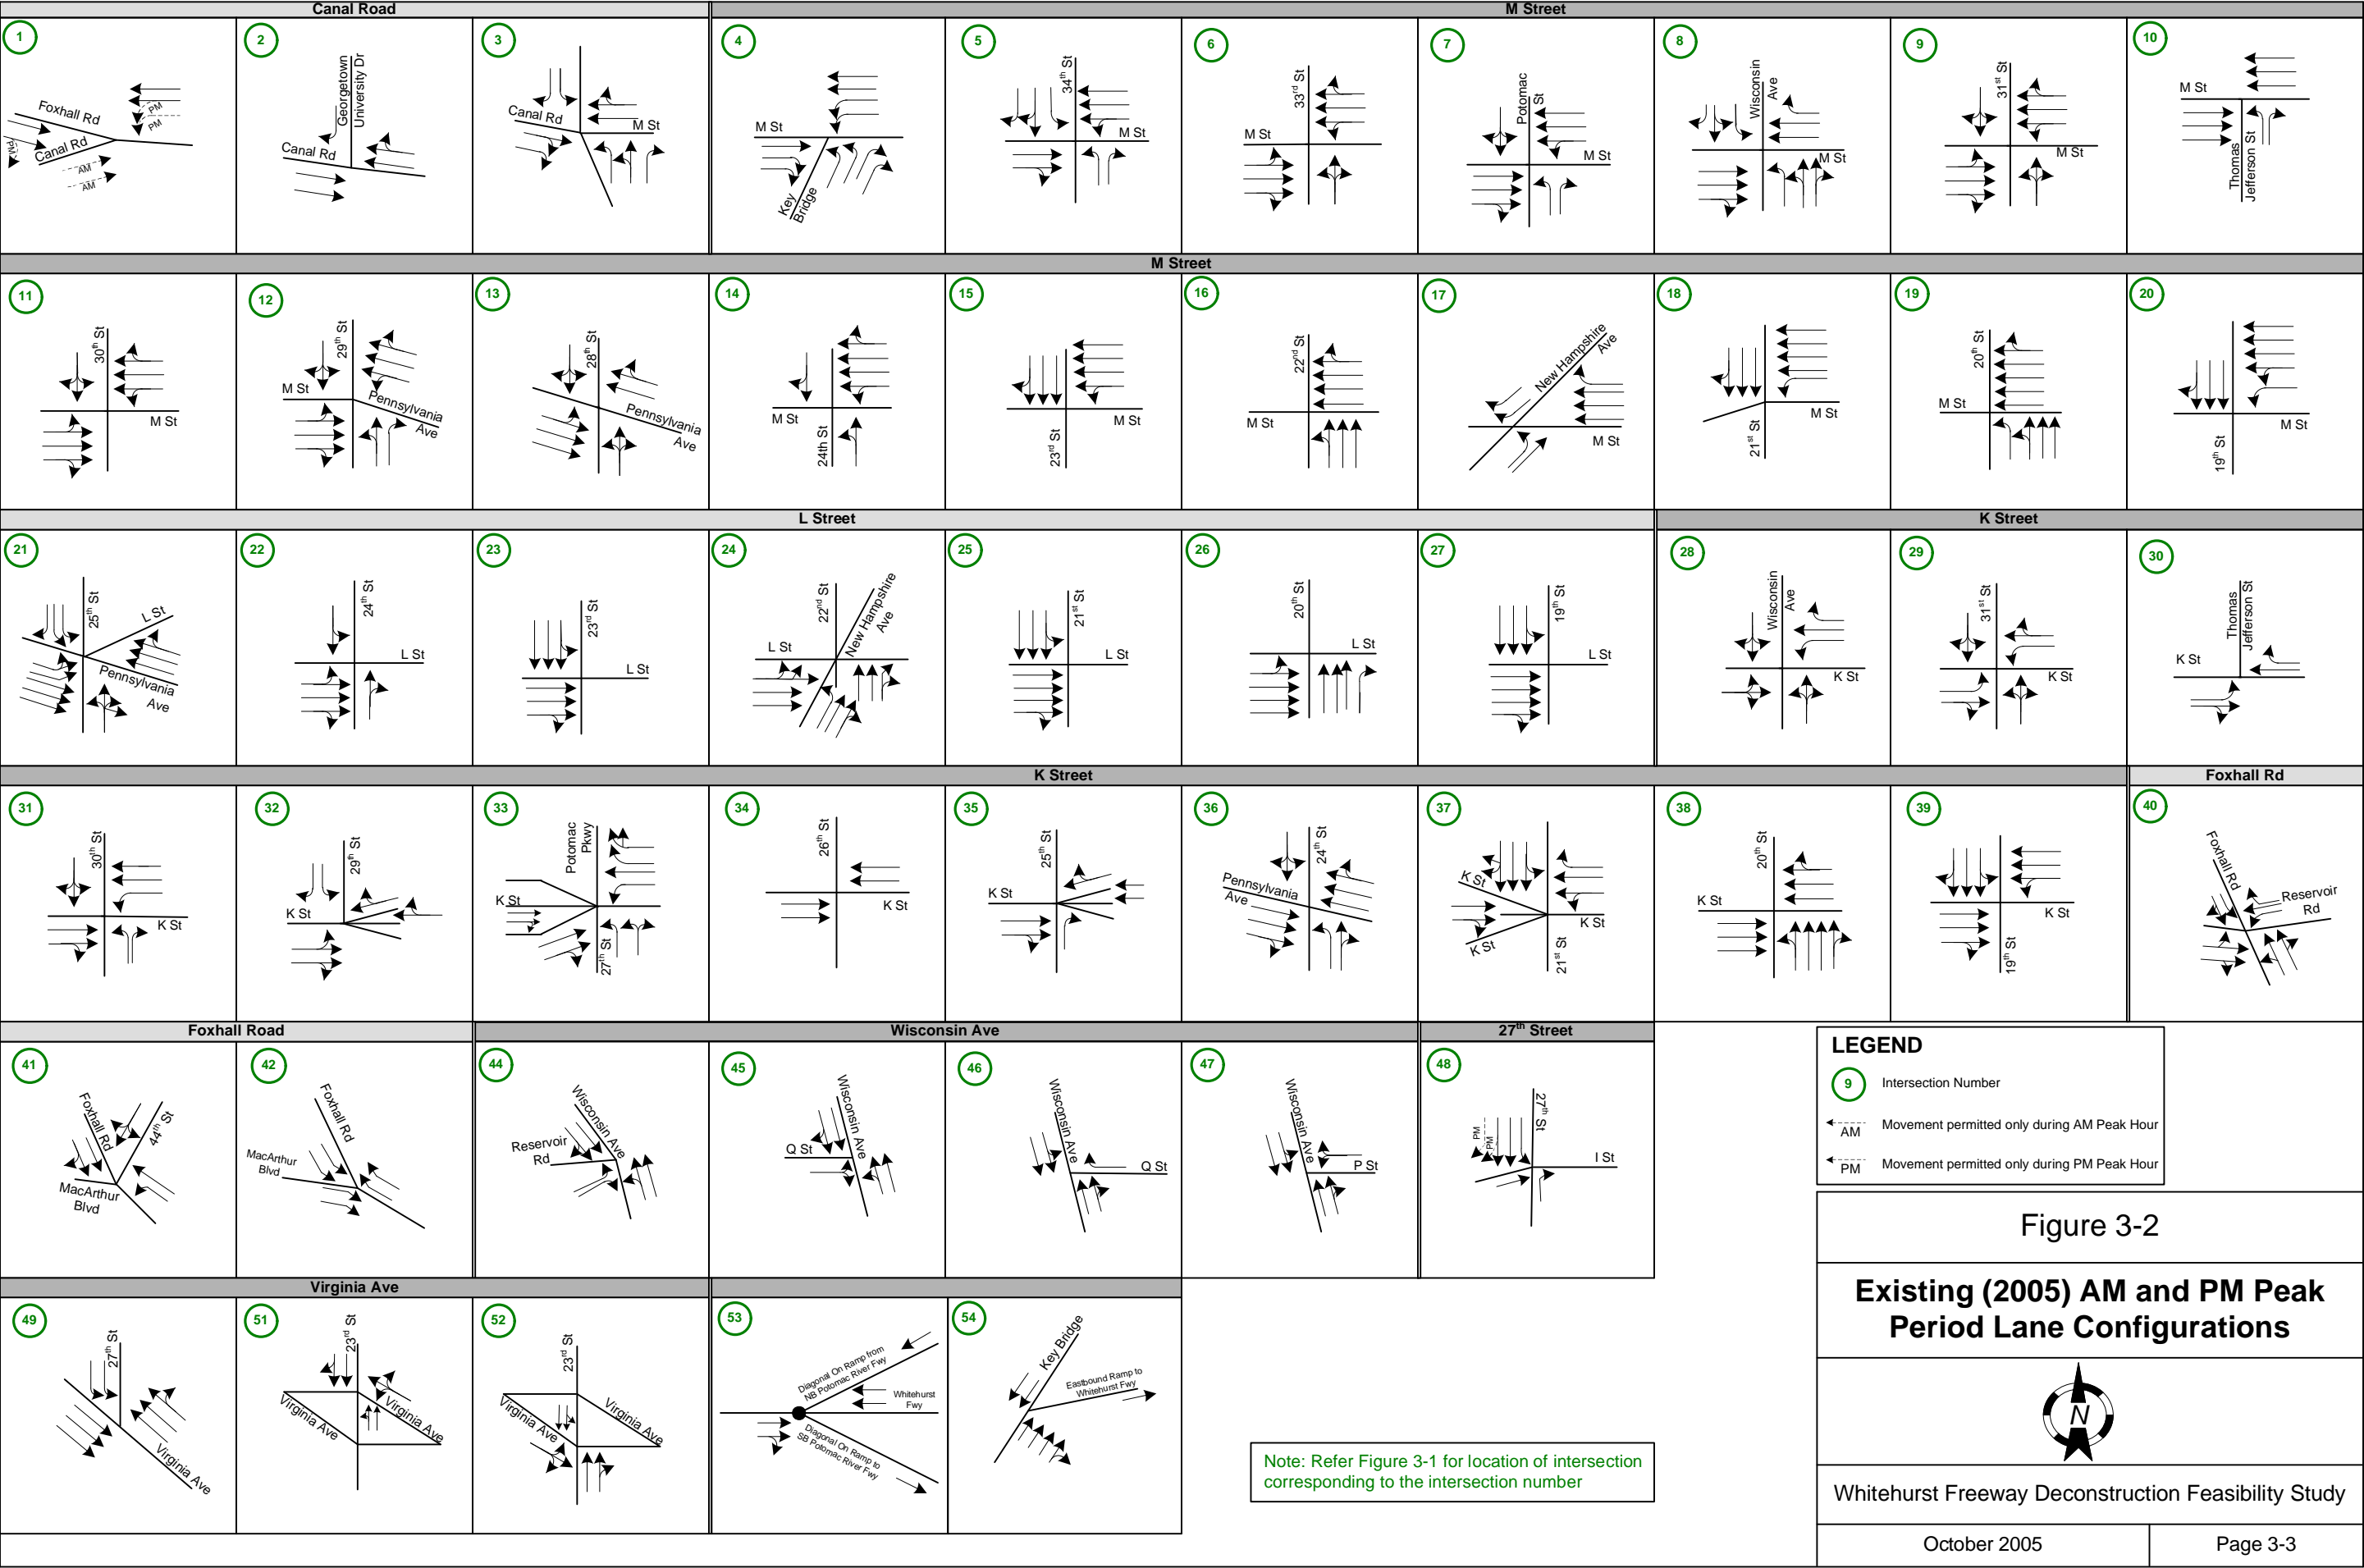 Canal Road
M Street
1
Foxhall Rd
Canal Rd
PM
PM
PM
AM
AM
2
Georgetown
University Dr
Canal Rd
3
Canal Rd
M St
4
M St
Key
Bridge
5
34th St
M St
6
33rd St
M St
7
Potomac
St
M St
8
Wisconsin
Ave
M St
9
31st St
M St
10
M St
Thomas
Jefferson St
M Street
11
30th St
M St
12
29th St
M St
Pennsylvania
Ave
13
28th St
Pennsylvania
Ave
14
M St
24th St
15
M St
23rd St
16
22nd St
M St
17
New Hampshire
Ave
M St
18
M St
21st St
19
20th St
M St
20
M St
19th St
L Street
K Street
21
25th St
L St
Pennsylvania
Ave
22
24th St
L St
23
23rd St
L St
24
22nd St
New Hampshire
Ave
L St
25
21st St
L St
26
20th St
L St
27
19th St
L St
28
Wisconsin
Ave
K St
29
31st St
K St
30
Thomas
Jefferson St
K St
K Street
Foxhall Rd
31
30th St
K St
32
29th St
K St
33
Potomac
Pkwy
K St
27th St
34
26th St
K St
35
25th St
K St
36
24th St
Pennsylvania
Ave
37
K St
K St
K St
21st St
38
20th St
K St
39
K St
19th St
40
Foxhall Rd
Reservoir
Rd
Foxhall Road
Wisconsin Ave
27th Street
41
Foxhall Rd
44th St
MacArthur
Blvd
42
Foxhall Rd
MacArthur
Blvd
44
Wisconsin Ave
Reservoir
Rd
45
Wisconsin Ave
Q St
46
Wisconsin Ave
Q St
47
Wisconsin Ave
P St
48
27th St
PM
PM
I St
LEGEND
9
Intersection Number
AM
Movement permitted only during AM Peak Hour
PM
Movement permitted only during PM Peak Hour
Virginia Ave
49
27th St
Virginia Ave
51
23rd St
Virginia Ave
Virginia Ave
52
23rd St
Virginia Ave
Virginia Ave
53
Diagonal On Ramp from
NB Potomac River Fwy
Whitehurst
Fwy
Diagonal On Ramp to
SB Potomac River Fwy
54
Key Bridge
Eastbound Ramp to
Whitehurst Fwy
Note: Refer Figure 3-1 for location of intersection
corresponding to the intersection number
Figure 3-2
Existing (2005) AM and PM Peak
Period Lane Configurations
N
Whitehurst Freeway Deconstruction Feasibility Study
October 2005
Page 3-3